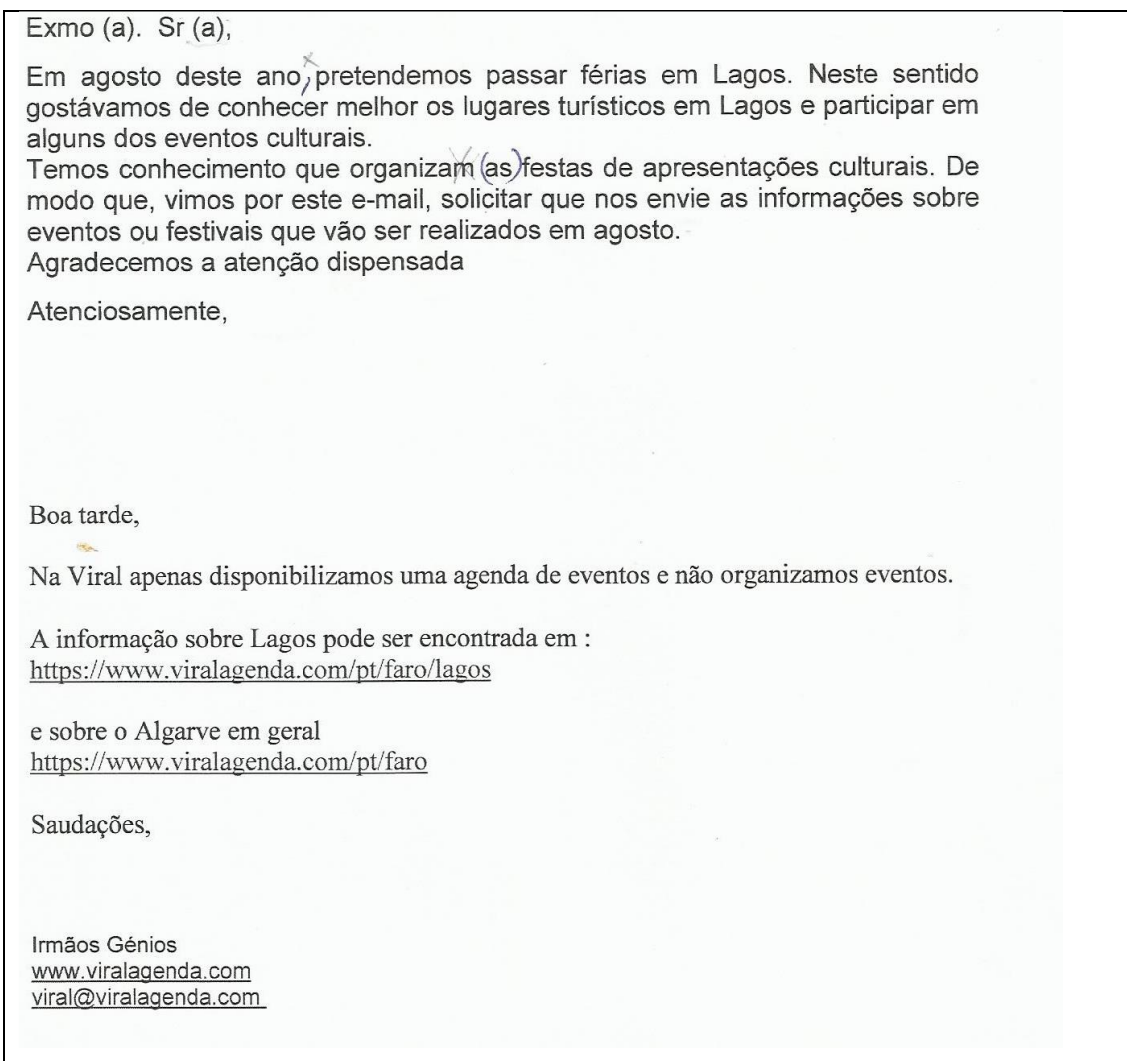 Exmo (a). Sr (a),
Em agosto deste ano, pretendemos passar férias em Lagos. Neste sentido
gostávamos de conhecer melhor os lugares turísticos em Lagos e participar em
alguns dos eventos culturais.
Temos conhecimento que organizam (as) festas de apresentações culturais. De
modo que, vimos por este e-mail, solicitar que nos envie as informações sobre
eventos ou festivais que vão ser realizados em agosto.
Agradecemos a atenção dispensada
Atenciosamente,
Boa tarde,
Na Viral apenas disponibilizamos uma agenda de eventos e não organizamos eventos.
A informação sobre Lagos pode ser encontrada em :
https://www.viralagenda.com/pt/faro/lagos
e sobre o Algarve em geral
https://www.viralagenda.com/pt/faro
Saudações,
Irmãos Génios
www.viralagenda.com
viral@viralagenda.com